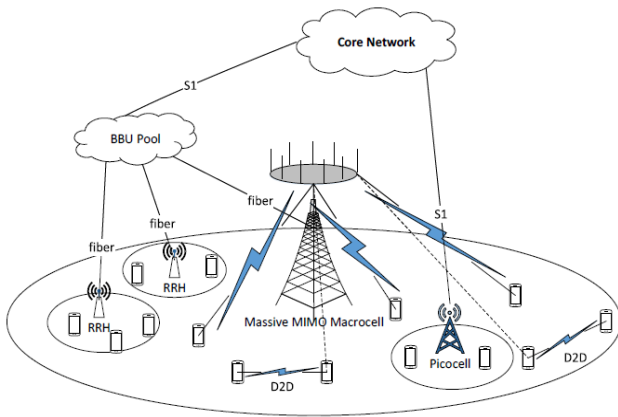 Core Network
S1
BBU Pool
fiber
S1
fiber
fiber
RRH
RRH
Massive MIMO Macrocell
Picocell
D2D
D2D